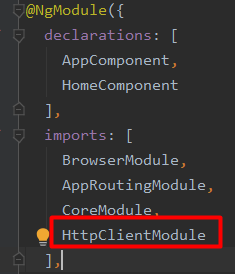 @NgModule({
declarations: [
AppComponent,
HomeComponent
],
imports: [
BrowserModule,
AppRoutingModule,
CoreModule,
HttpClientModule
],